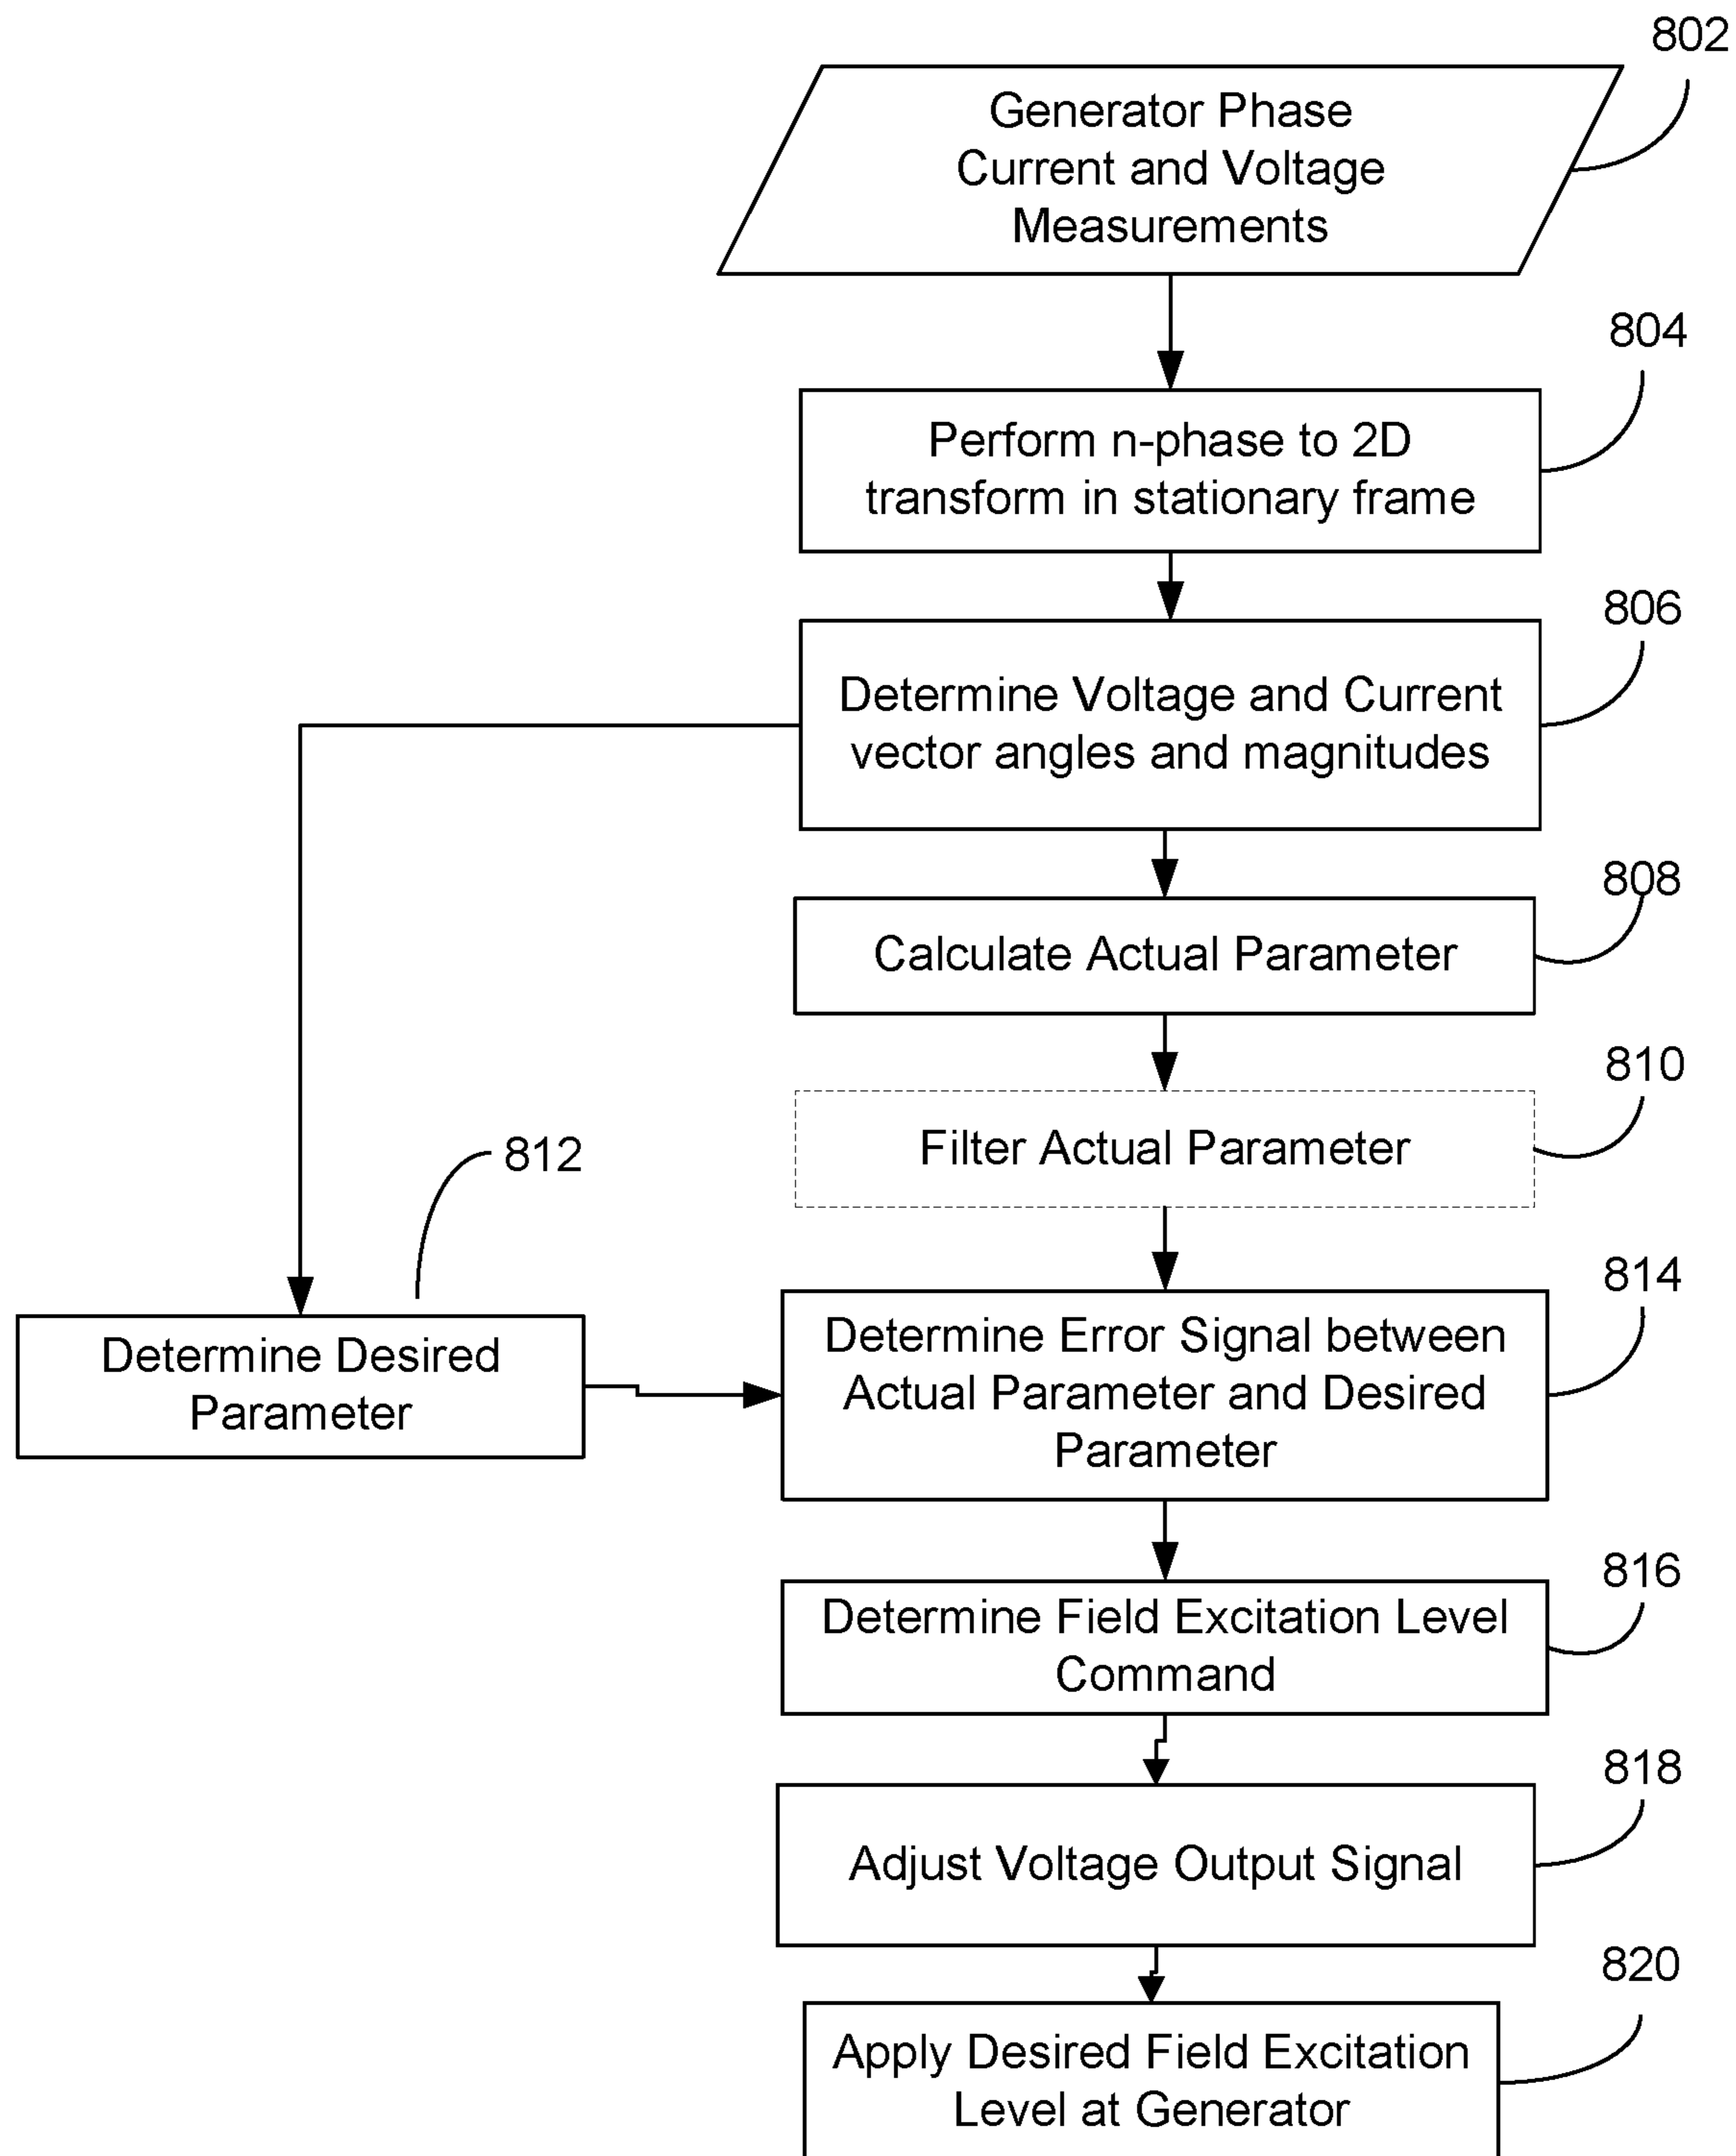 802
Generator Phase
Current and Voltage
Measurements
804
Perform n-phase to 2D
transform in stationary frame
806
Determine Voltage and Current
vector angles and magnitudes
808
Calculate Actual Parameter
810
Filter Actual Parameter
812
Determine Desired
Parameter
814
Determine Error Signal between
Actual Parameter and Desired
Parameter
816
Determine Field Excitation Level
Command
818
Adjust Voltage Output Signal
820
Apply Desired Field Excitation
Level at Generator